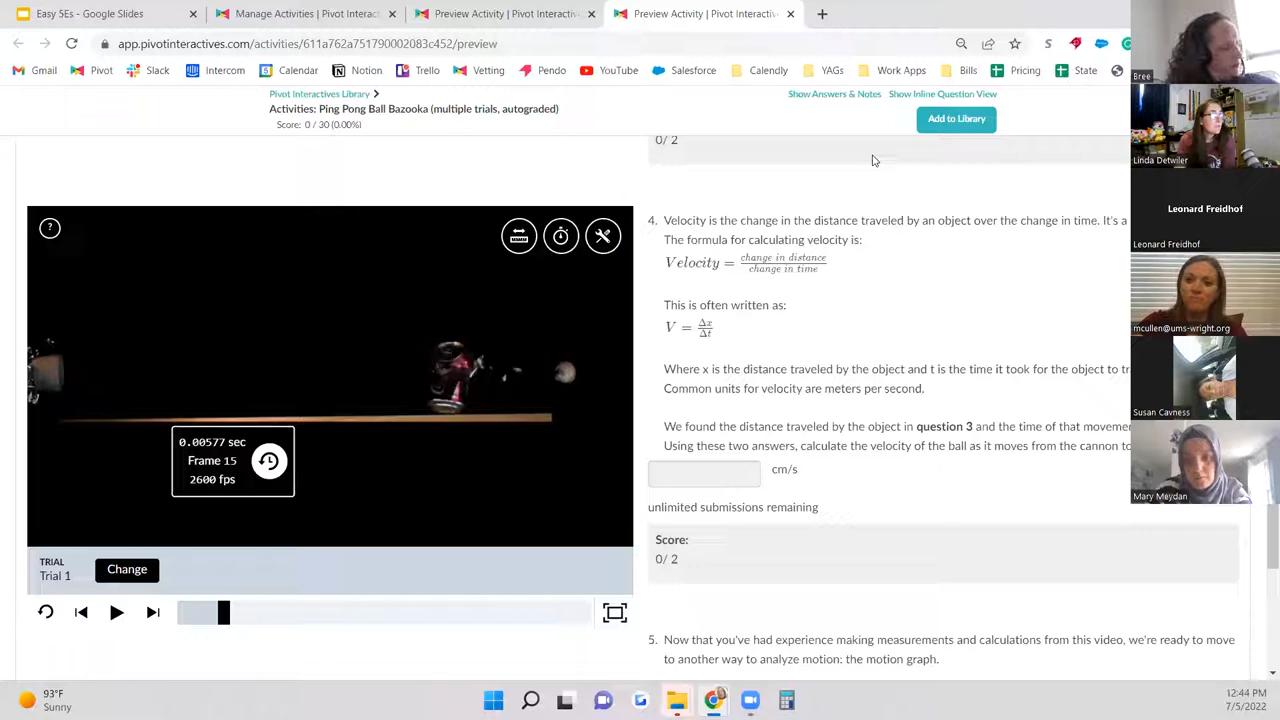 Easy 5Es - Google Slides
Manage Activities - Pivot Interact
Preview Activity - Pivot Interacti
Preview Activity - Pivot Interacti
app.pivotinteractives.com/activities/611a762a75179002083c452/preview
Gmail Pivot Slack Intercom Calendar Notion Trello Vetting Pendo YouTube Salesforce Calendly YAGs Work Apps Bills Pricing State
Pivot Interactives Library
Show Answers & Notes Show Inline Question View
Activities: Ping Pong Ball Bazooka (multiple trials, autograded)
Score: 0 / 30 (0.00%)
Add to Library
0/ 2
4. Velocity is the change in the distance traveled by an object over the change in time. It's a
The formula for calculating velocity is:
Velocity = change in distance / change in time
This is often written as:
V = Δx / Δt
Where x is the distance traveled by the object and t is the time it took for the object to tr
Common units for velocity are meters per second.
We found the distance traveled by the object in question 3 and the time of that moveme
Using these two answers, calculate the velocity of the ball as it moves from the cannon to
cm/s
unlimited submissions remaining
Score:
0/ 2
5. Now that you've had experience making measurements and calculations from this video, we're ready to move
to another way to analyze motion: the motion graph.
?
0.00577 sec
Frame 15
2600 fps
TRIAL
Trial 1
Change
Bree
Linda Detwiler
Leonard Freidhof
Leonard Freidhof
mcullen@ums-wright.org
Susan Cavness
Mary Meydan
93°F
Sunny
12:44 PM
7/5/2022